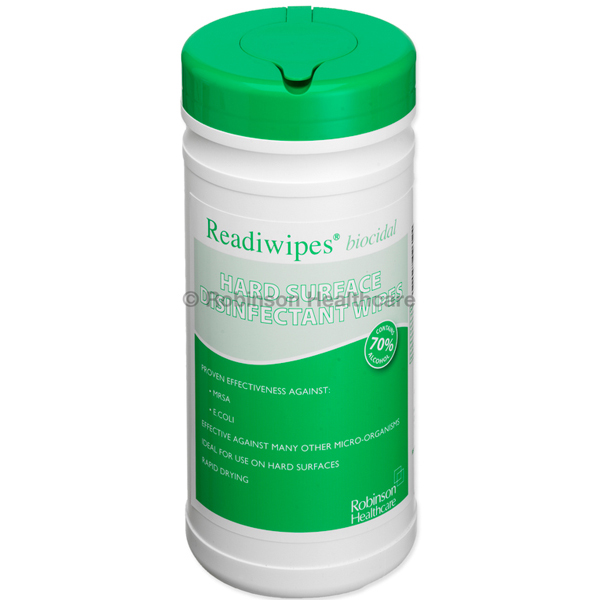 Readiwipes® biocidal
HARD SURFACE
© Robinson Healthcare
DISINFECTANT WIPES
CONTAINS
70%
ALCOHOL
PROVEN EFFECTIVENESS AGAINST:
• MRSA
• E.COLI
EFFECTIVE AGAINST MANY OTHER MICRO-ORGANISMS
IDEAL FOR USE ON HARD SURFACES
RAPID DRYING
Robinson
Healthcare